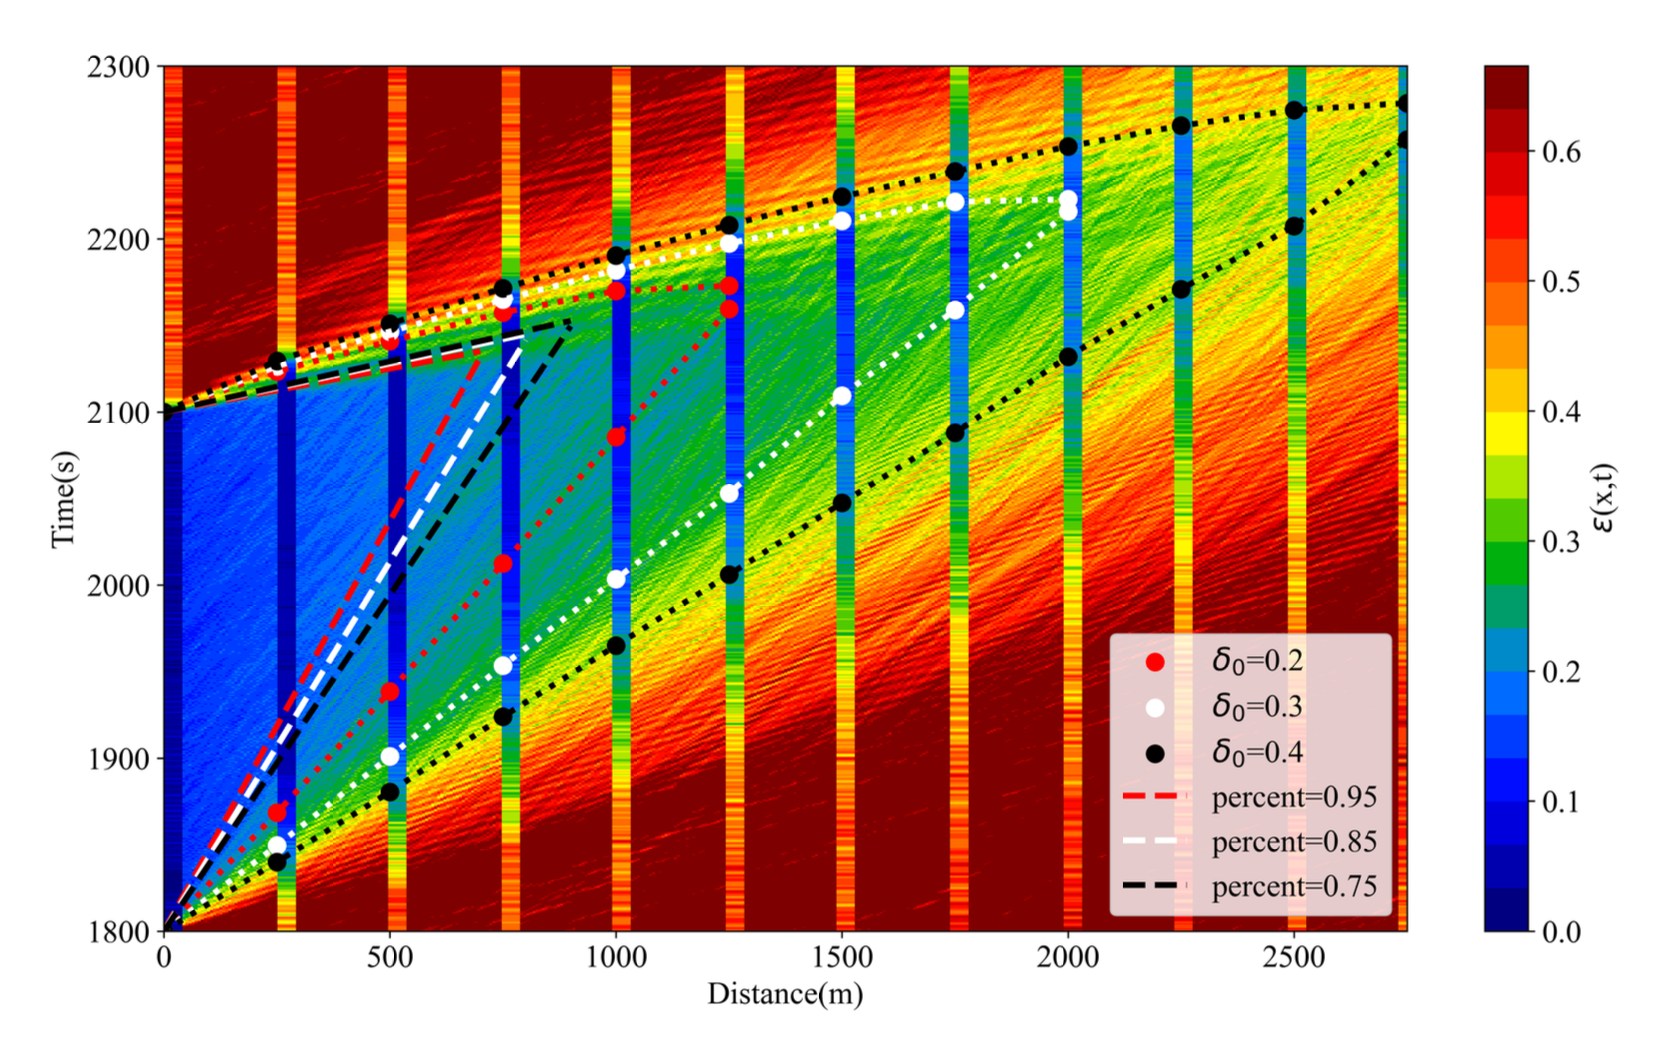 2300
2200
2100
2000
1900
1800
Time(s)
0
500
1000
1500
2000
2500
Distance(m)
δ0=0.2
δ0=0.3
δ0=0.4
percent=0.95
percent=0.85
percent=0.75
0.6
0.5
0.4
0.3
0.2
0.1
0.0
ε(x,t)